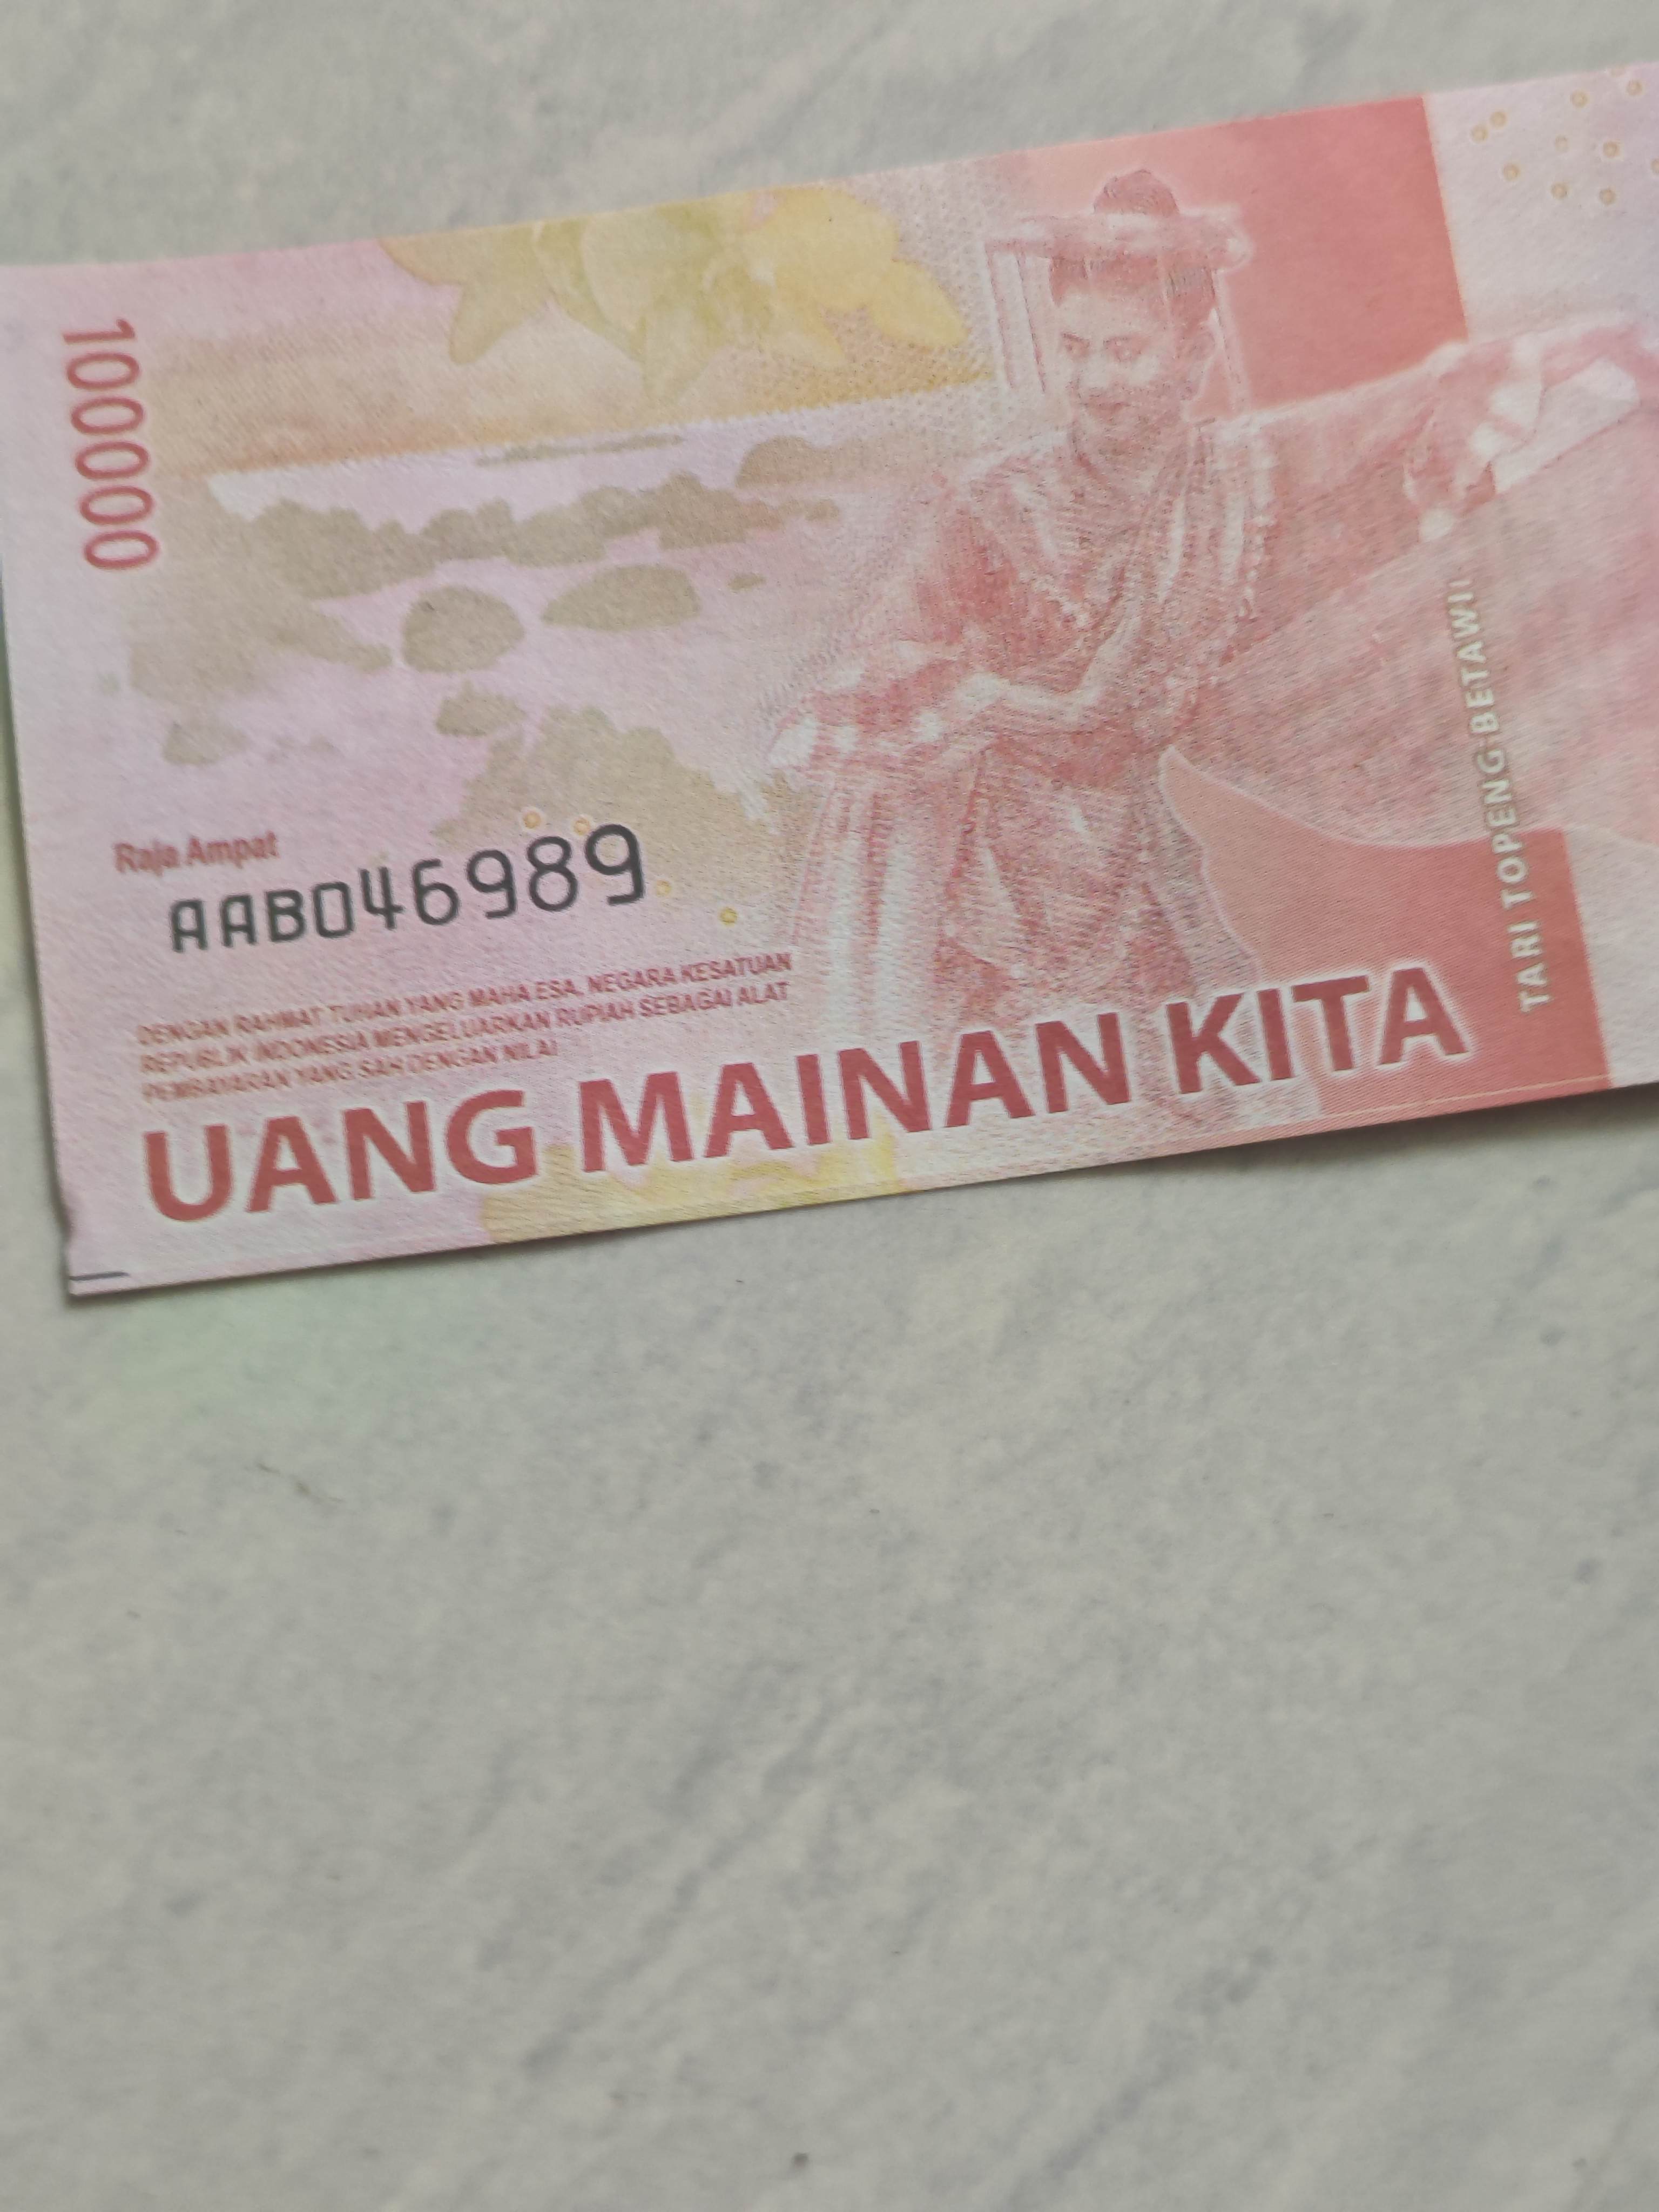 100000
Raja Ampat
AAB046989
DENGAN RAHMAT TUHAN YANG MAHA ESA, NEGARA KESATUAN
REPUBLIK INDONESIA MENGELUARKAN RUPIAH SEBAGAI ALAT
PEMBAYARAN YANG SAH DENGAN NILAI
UANG MAINAN KITA
TARI TOPENG BETAWI